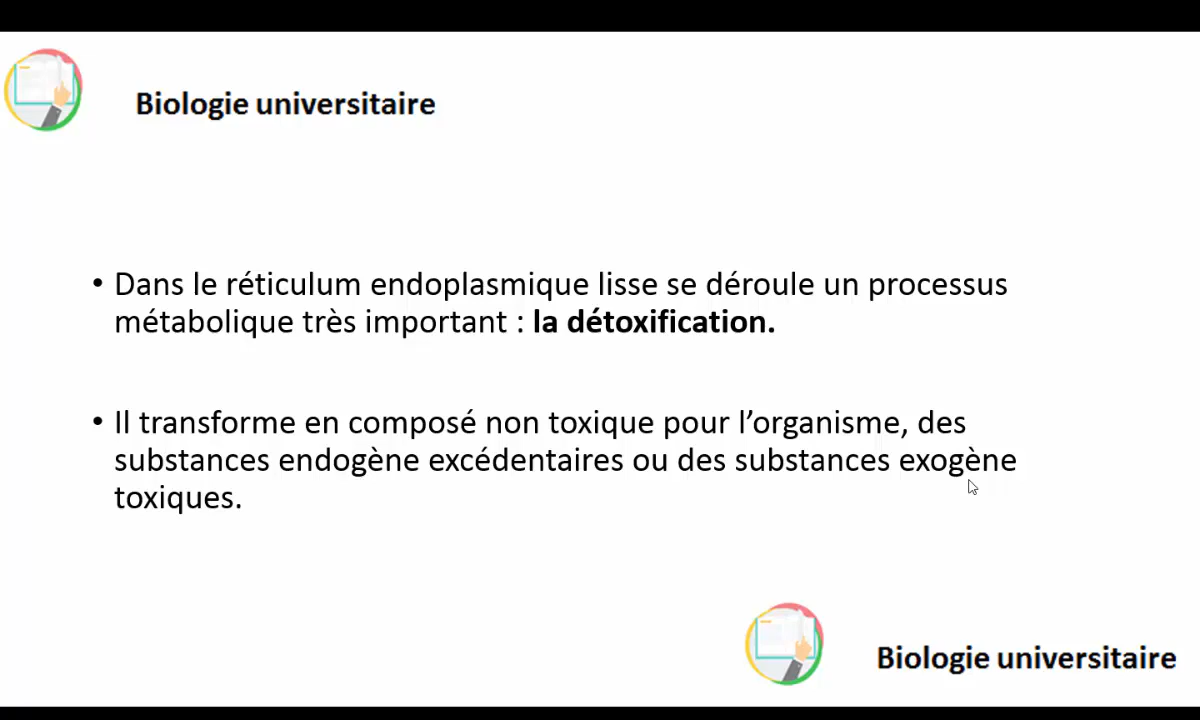 Biologie universitaire
• Dans le réticulum endoplasmique lisse se déroule un processus
métabolique très important : la détoxification.
• Il transforme en composé non toxique pour l’organisme, des
substances endogène excédentaires ou des substances exogène
toxiques.
Biologie universitaire